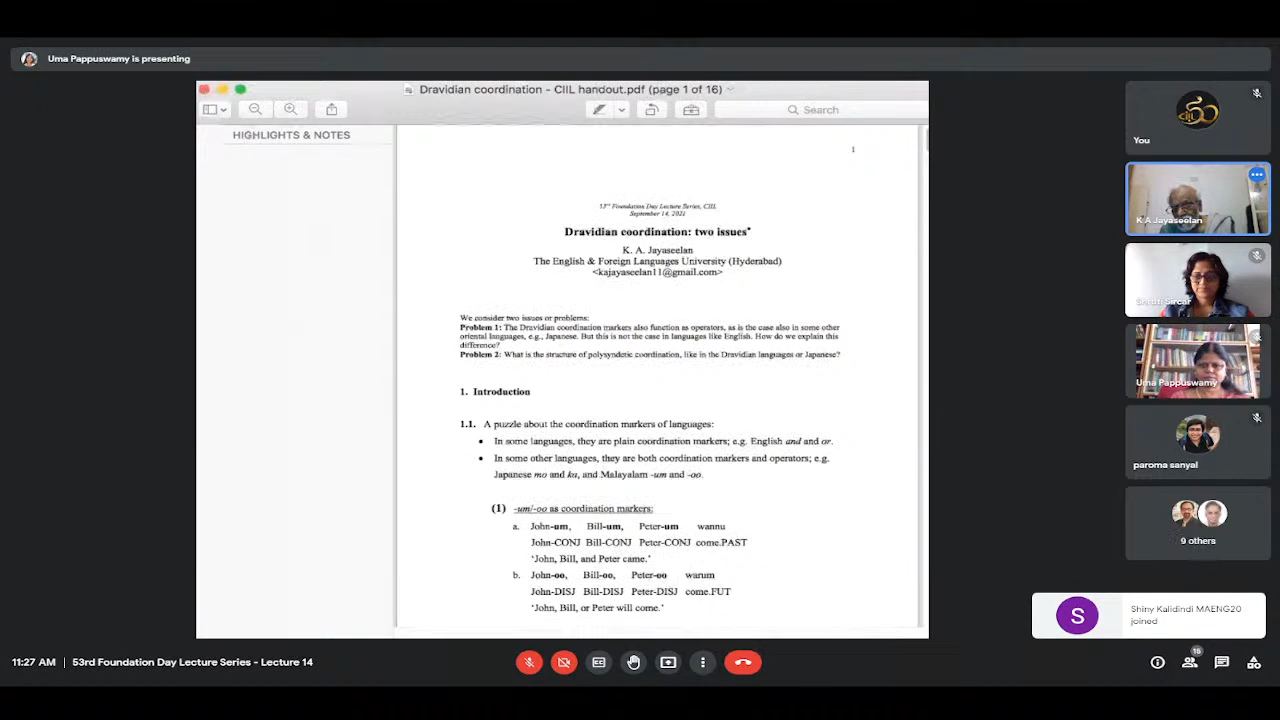 Uma Pappuswamy is presenting
Dravidian coordination - CIIL handout.pdf (page 1 of 16)
Search
HIGHLIGHTS & NOTES
1
53rd Foundation Day Lecture Series, CIIL
September 14, 2021
Dravidian coordination: two issues*
K. A. Jayaseelan
The English & Foreign Languages University (Hyderabad)
<kajayaseelan11@gmail.com>
We consider two issues or problems:
Problem 1: The Dravidian coordination markers also function as operators, as is the case also in some other
oriental languages, e.g., Japanese. But this is not the case in languages like English. How do we explain this
difference?
Problem 2: What is the structure of polysyndetic coordination, like in the Dravidian languages or Japanese?
1. Introduction
1.1. A puzzle about the coordination markers of languages:
• In some languages, they are plain coordination markers; e.g. English and and or.
• In some other languages, they are both coordination markers and operators; e.g.
Japanese mo and ka, and Malayalam -um and -oo.
(1) -um/-oo as coordination markers:
a. John-um, Bill-um, Peter-um wannu
John-CONJ Bill-CONJ Peter-CONJ come.PAST
'John, Bill, and Peter came.'
b. John-oo, Bill-oo, Peter-oo warum
John-DISJ Bill-DISJ Peter-DISJ come.FUT
'John, Bill, or Peter will come.'
You
K A Jayaseelan
Shruti Sircar
Uma Pappuswamy
paroma sanyal
9 others
S
Shiny Kalidindi MAENG20
joined
11:27 AM | 53rd Foundation Day Lecture Series - Lecture 14